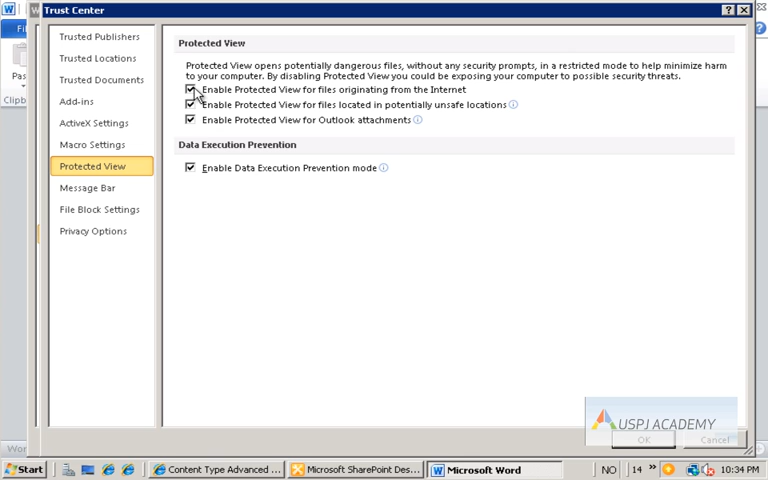 Trust Center
Fi
Pas
Clipb
Wor
Trusted Publishers
Trusted Locations
Trusted Documents
Add-ins
ActiveX Settings
Macro Settings
Protected View
Message Bar
File Block Settings
Privacy Options
Protected View
Protected View opens potentially dangerous files, without any security prompts, in a restricted mode to help minimize harm
to your computer. By disabling Protected View you could be exposing your computer to possible security threats.
Enable Protected View for files originating from the Internet
Enable Protected View for files located in potentially unsafe locations
Enable Protected View for Outlook attachments
Data Execution Prevention
Enable Data Execution Prevention mode
USPJ ACADEMY
OK
Cancel
Start
Content Type Advanced ...
Microsoft SharePoint Des...
Microsoft Word
NO
14
10:34 PM